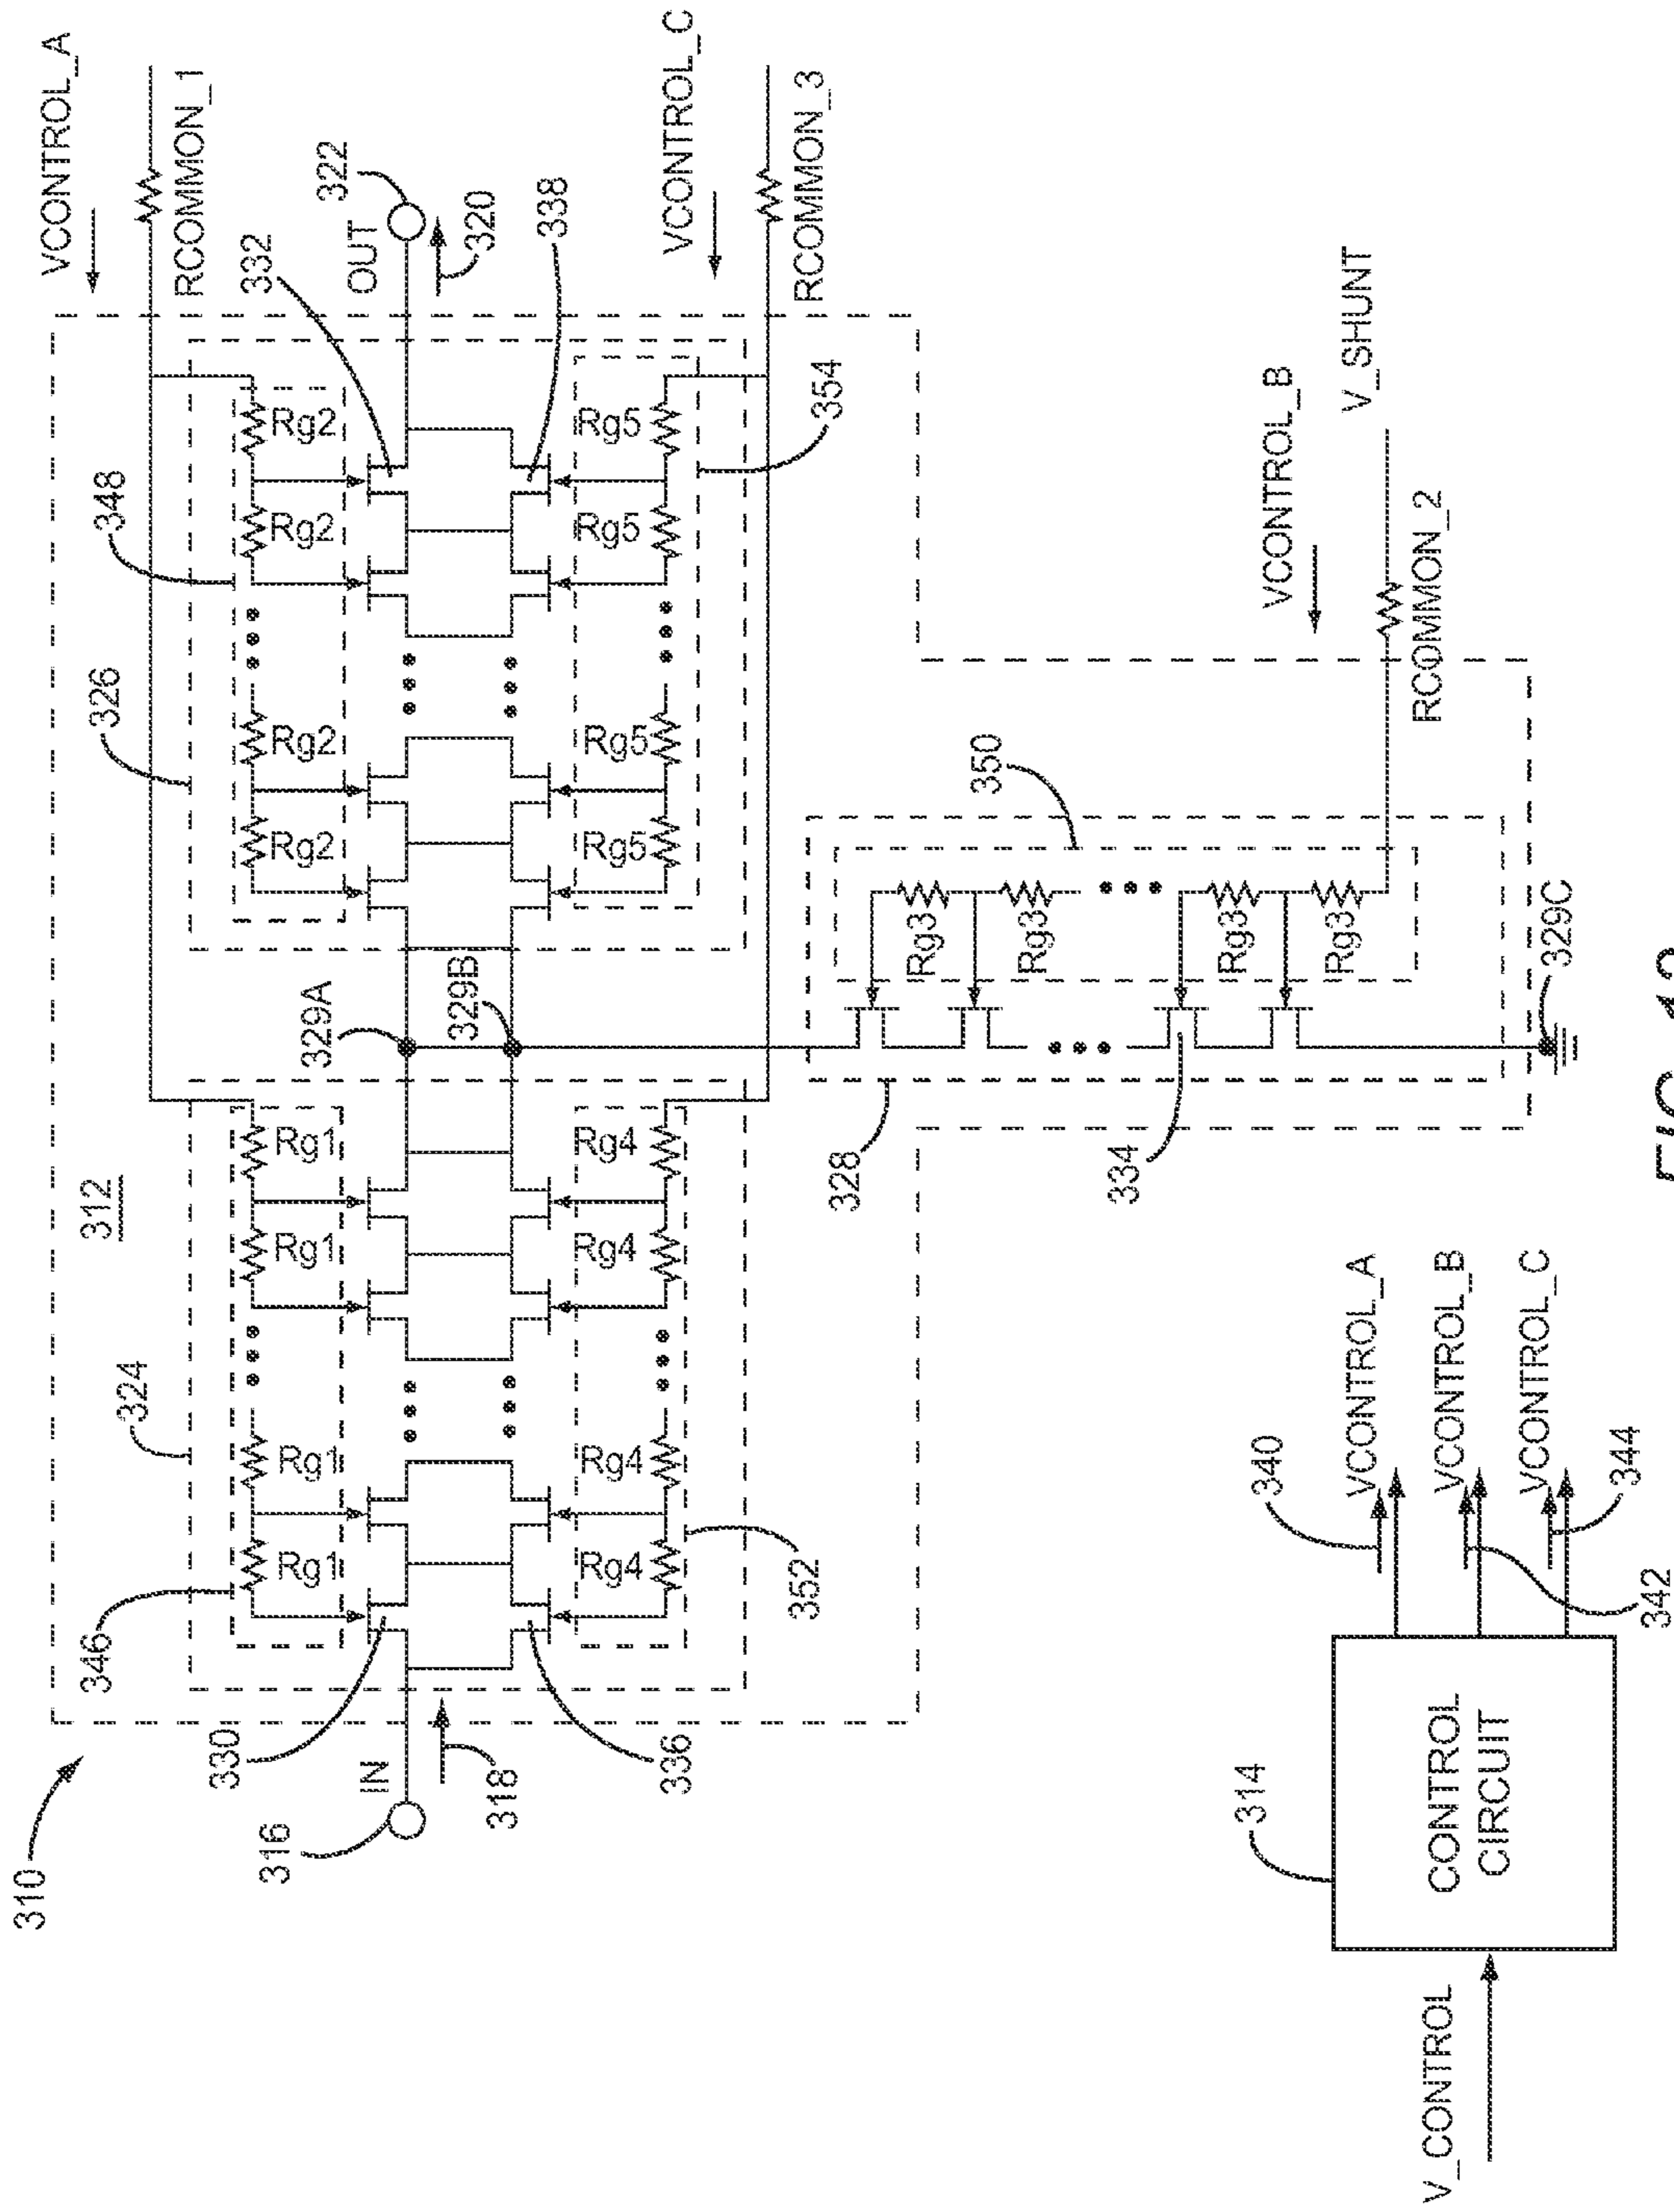 310
VCONTROL_A
346
312
326
348
324
RCOMMON_1
330
332
316
Rg1 Rg1 Rg1 Rg1
329A
Rg2 Rg2 Rg2 Rg2
322
IN
OUT
329B
318
320
338
Rg4 Rg4 Rg4 Rg4
Rg5 Rg5 Rg5 Rg5
336
VCONTROL_C
352
RCOMMON_3
354
328
Rg3
350
Rg3
334
Rg3
Rg3
314
340
VCONTROL_B
V_SHUNT
VCONTROL_A
RCOMMON_2
V_CONTROL
CONTROL
CIRCUIT
VCONTROL_B
VCONTROL_C
329C
344
342